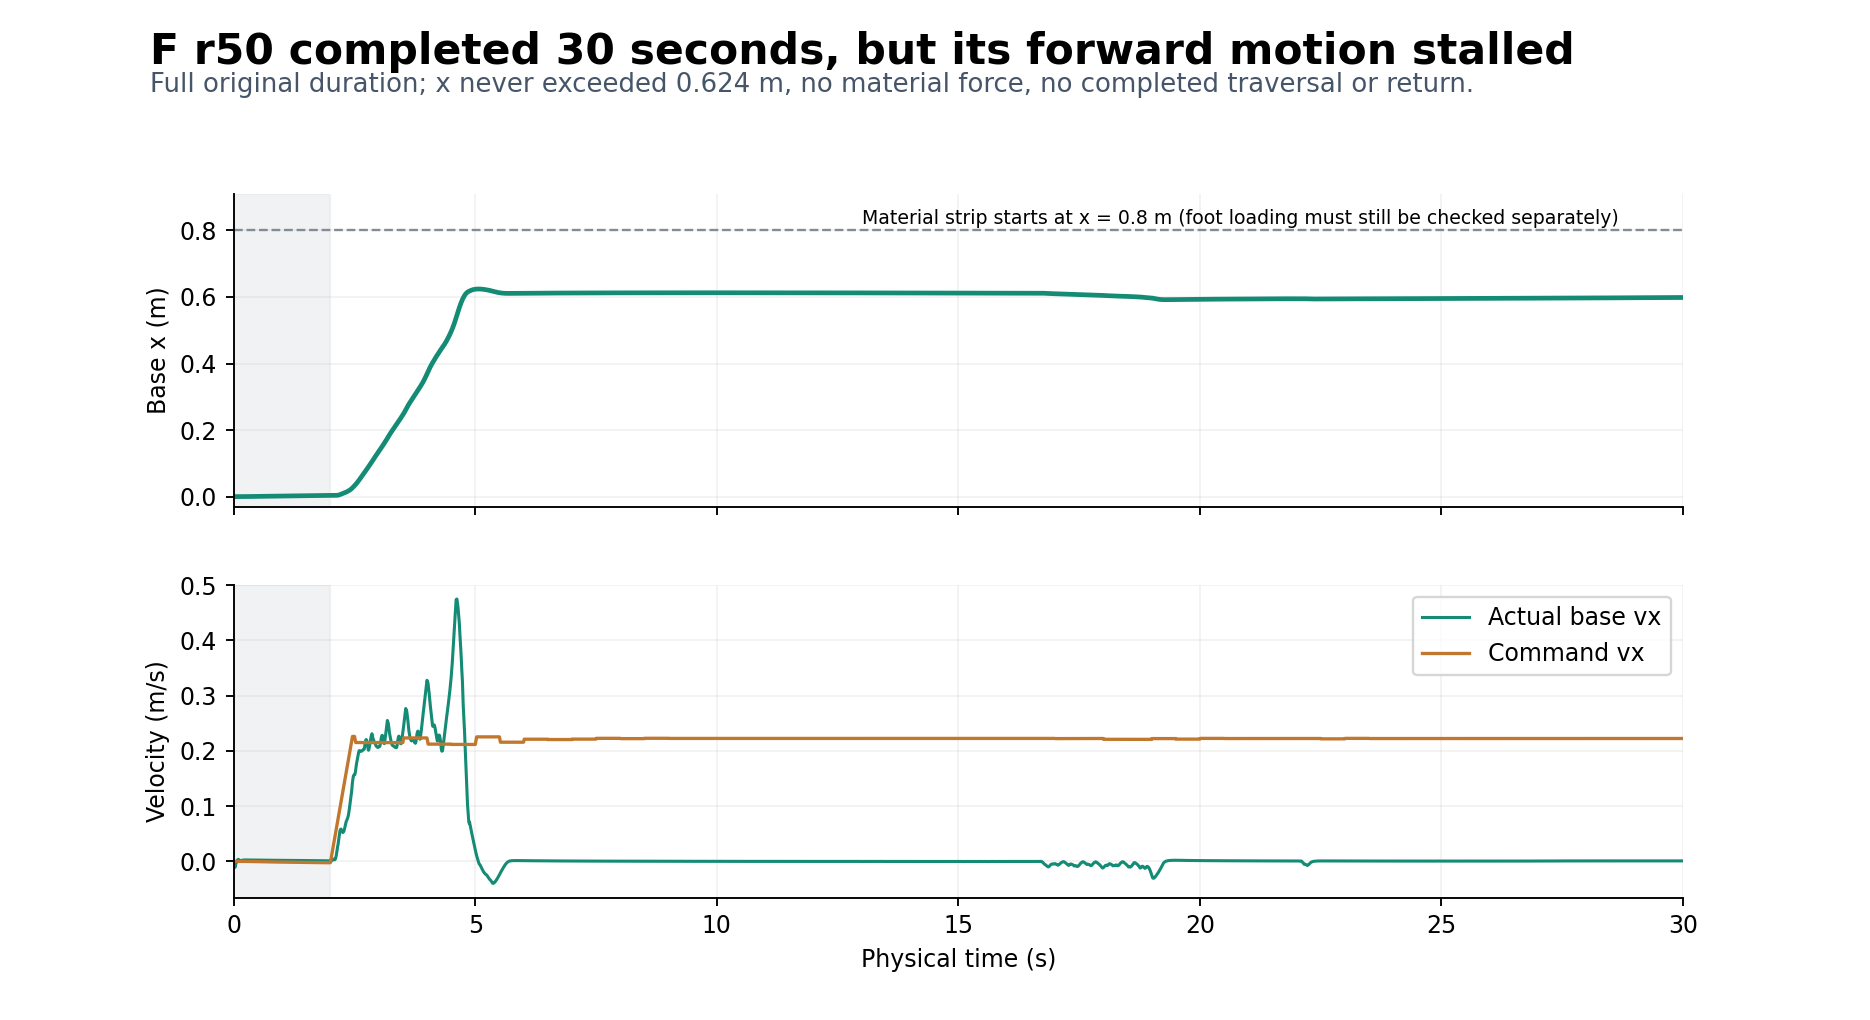 F r50 completed 30 seconds, but its forward motion stalled
Full original duration; x never exceeded 0.624 m, no material force, no completed traversal or return.
Material strip starts at x = 0.8 m (foot loading must still be checked separately)
0.8
0.6
0.4
0.2
0.0
Base x (m)
0.5
0.4
0.3
0.2
0.1
0.0
Velocity (m/s)
Actual base vx
Command vx
0 5 10 15 20 25 30
Physical time (s)